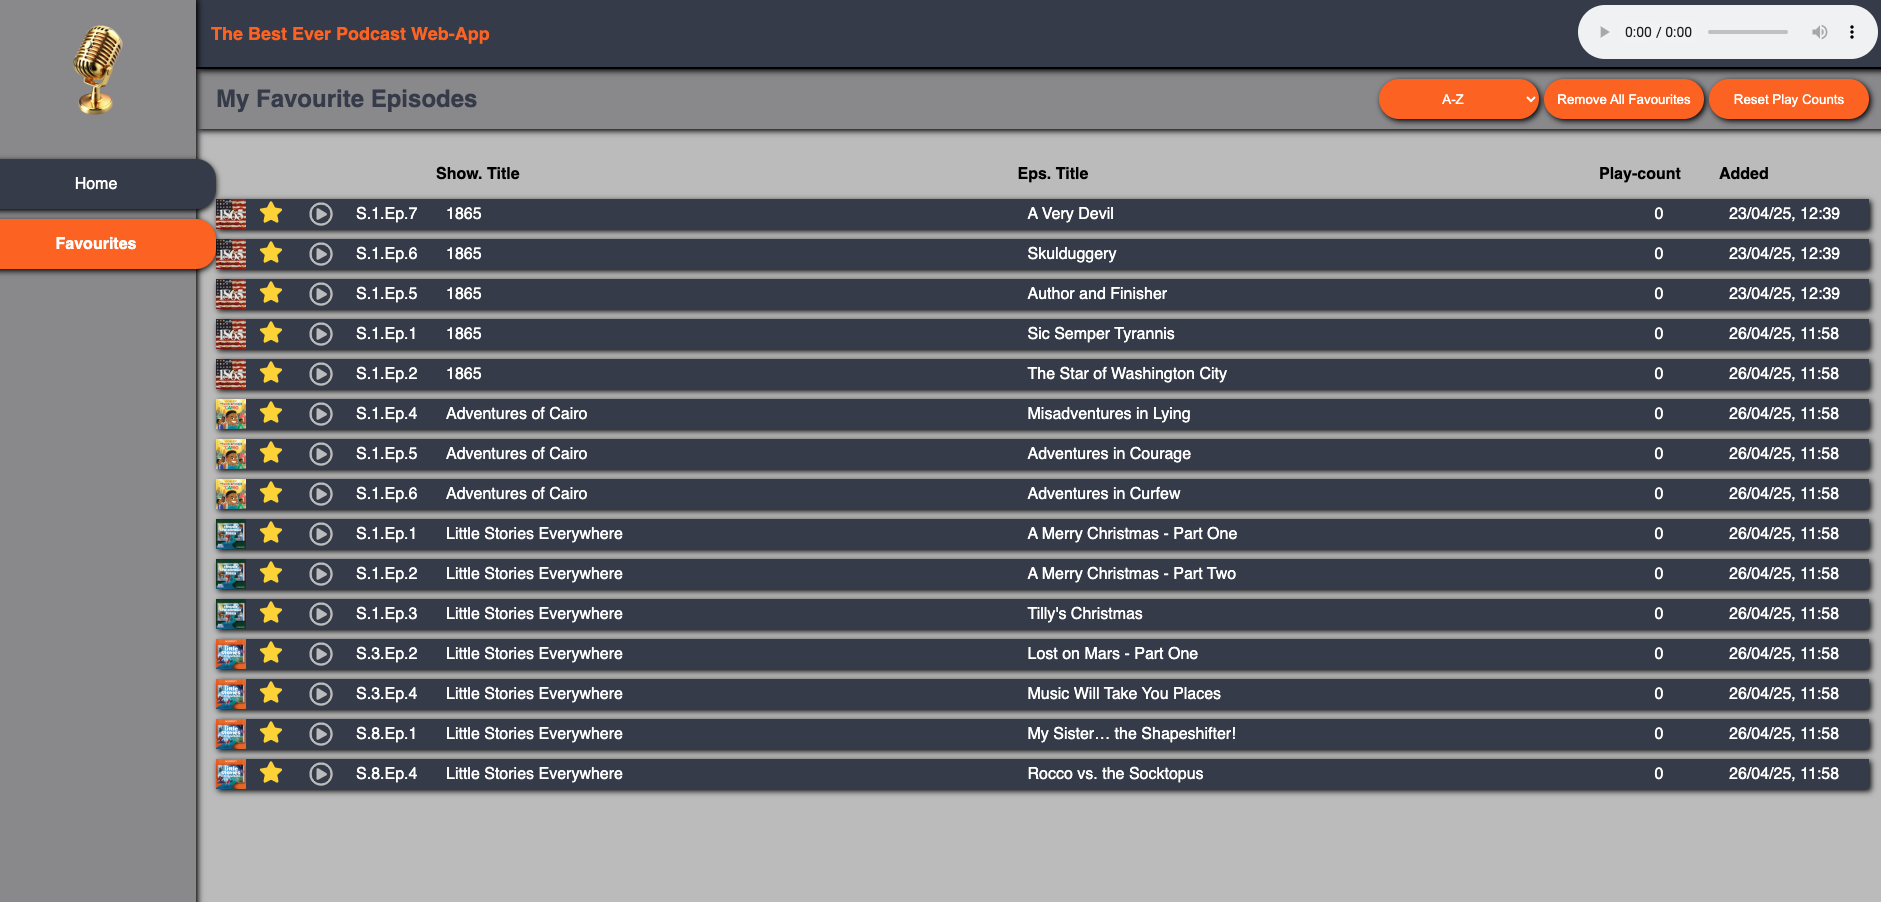 The Best Ever Podcast Web-App
0:00 / 0:00
My Favourite Episodes
A-Z
Remove All Favourites
Reset Play Counts
Home
Favourites
Show. Title Eps. Title Play-count Added
1865 S.1.Ep.7 1865 A Very Devil 0 23/04/25, 12:39
1865 S.1.Ep.6 1865 Skulduggery 0 23/04/25, 12:39
1865 S.1.Ep.5 1865 Author and Finisher 0 23/04/25, 12:39
1865 S.1.Ep.1 1865 Sic Semper Tyrannis 0 26/04/25, 11:58
1865 S.1.Ep.2 1865 The Star of Washington City 0 26/04/25, 11:58
S.1.Ep.4 Adventures of Cairo Misadventures in Lying 0 26/04/25, 11:58
S.1.Ep.5 Adventures of Cairo Adventures in Courage 0 26/04/25, 11:58
S.1.Ep.6 Adventures of Cairo Adventures in Curfew 0 26/04/25, 11:58
S.1.Ep.1 Little Stories Everywhere A Merry Christmas - Part One 0 26/04/25, 11:58
S.1.Ep.2 Little Stories Everywhere A Merry Christmas - Part Two 0 26/04/25, 11:58
S.1.Ep.3 Little Stories Everywhere Tilly's Christmas 0 26/04/25, 11:58
S.3.Ep.2 Little Stories Everywhere Lost on Mars - Part One 0 26/04/25, 11:58
S.3.Ep.4 Little Stories Everywhere Music Will Take You Places 0 26/04/25, 11:58
S.8.Ep.1 Little Stories Everywhere My Sister… the Shapeshifter! 0 26/04/25, 11:58
S.8.Ep.4 Little Stories Everywhere Rocco vs. the Socktopus 0 26/04/25, 11:58